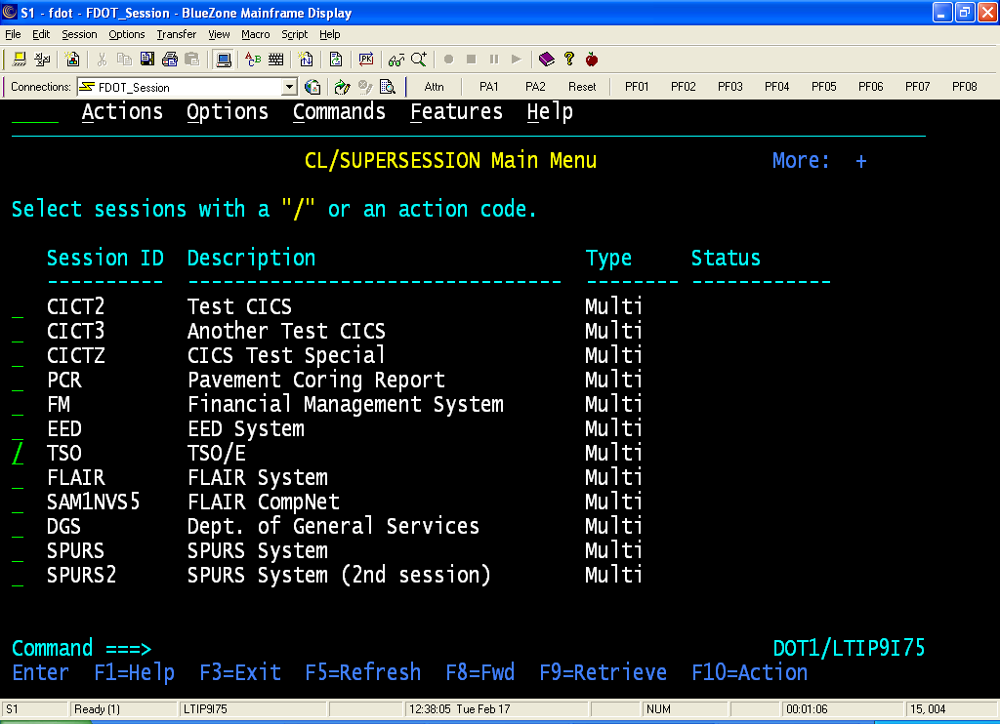 S1 - fdot - FDOT_Session - BlueZone Mainframe Display
File Edit Session Options Transfer View Macro Script Help
Connections: FDOT_Session Attn PA1 PA2 Reset PF01 PF02 PF03 PF04 PF05 PF06 PF07 PF08
Actions Options Commands Features Help
CL/SUPERSESSION Main Menu More: +
Select sessions with a "/" or an action code.
Session ID Description Type Status
---------- -------------------------------- -------- ------------
_ CICT2 Test CICS Multi
_ CICT3 Another Test CICS Multi
_ CICTZ CICS Test Special Multi
_ PCR Pavement Coring Report Multi
_ FM Financial Management System Multi
_ EED EED System Multi
/ TSO TSO/E Multi
_ FLAIR FLAIR System Multi
_ SAM1NVS5 FLAIR CompNet Multi
_ DGS Dept. of General Services Multi
_ SPURS SPURS System Multi
_ SPURS2 SPURS System (2nd session) Multi
Command ===> DOT1/LTIP9I75
Enter F1=Help F3=Exit F5=Refresh F8=Fwd F9=Retrieve F10=Action
S1 Ready (1) LTIP9I75 12:38:05 Tue Feb 17 NUM 00:01:06 15, 004